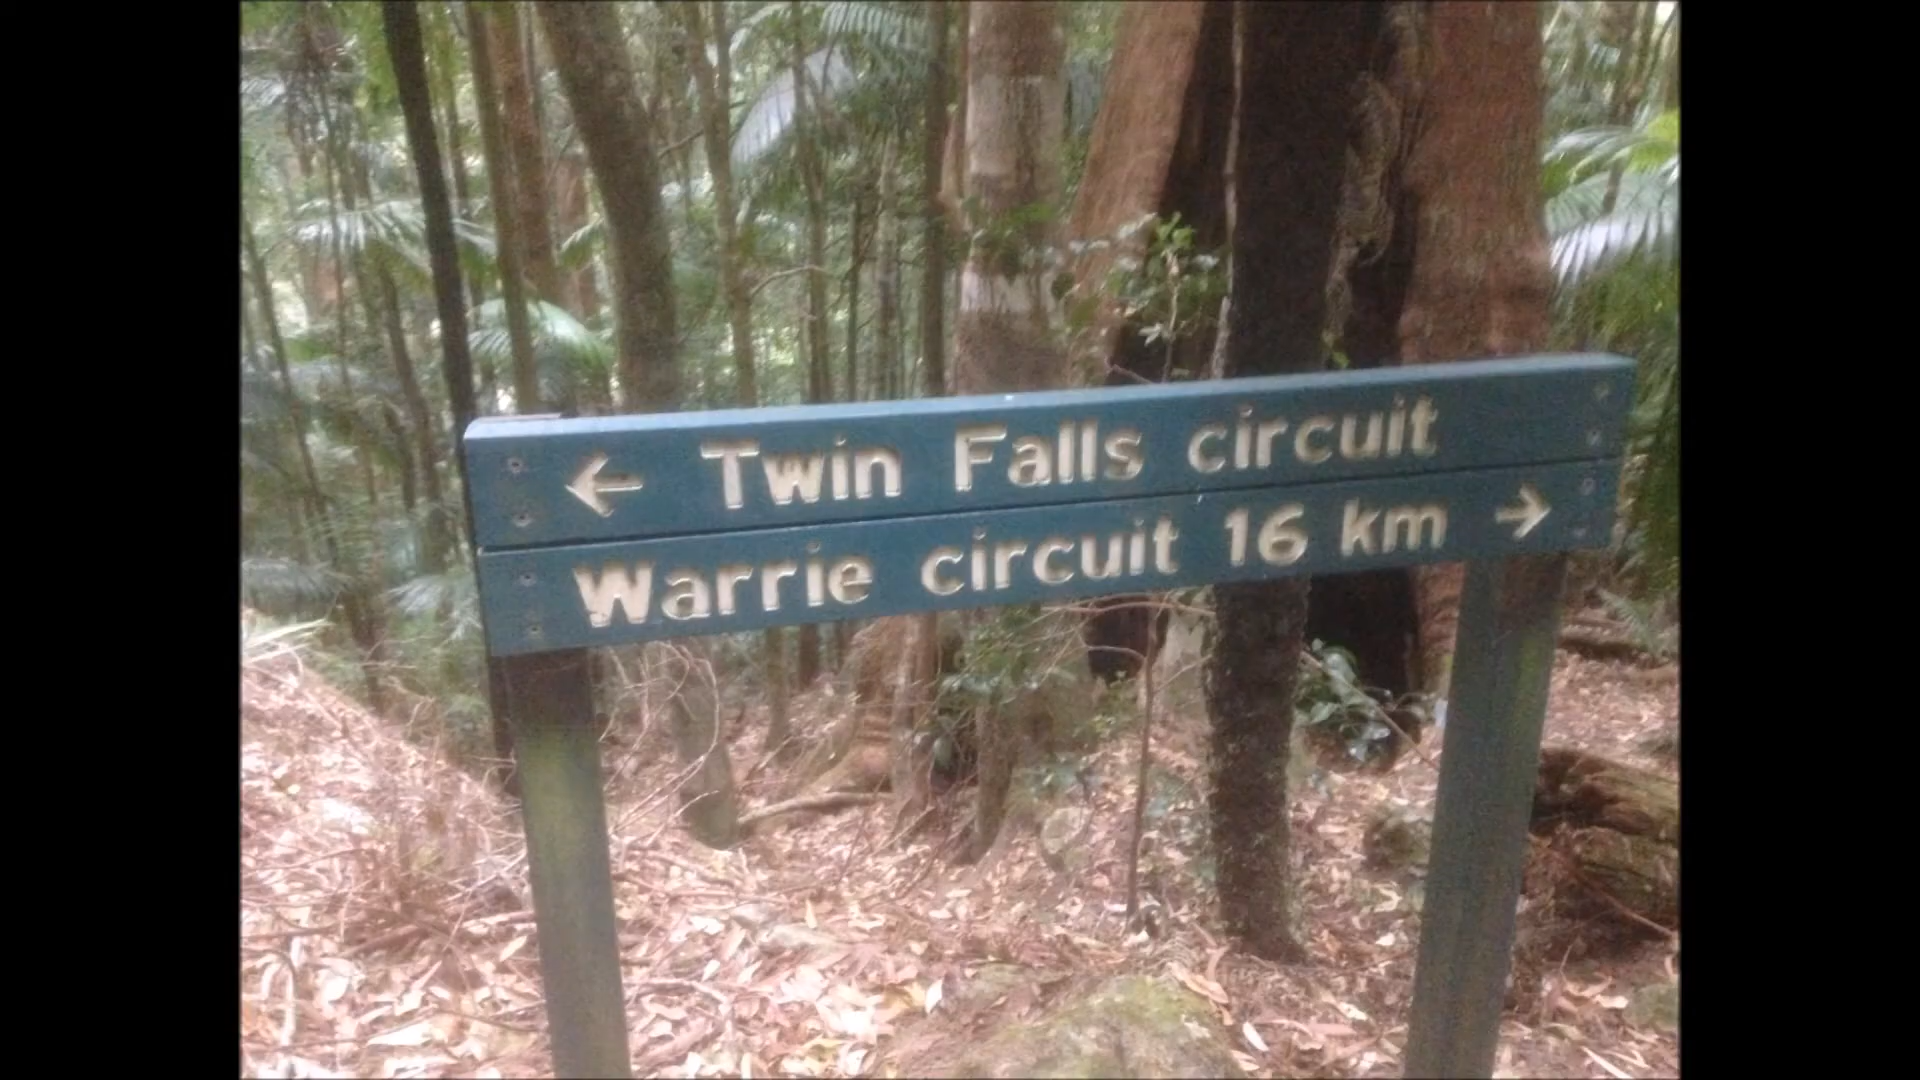 ← Twin Falls circuit
Warrie circuit 16 km →